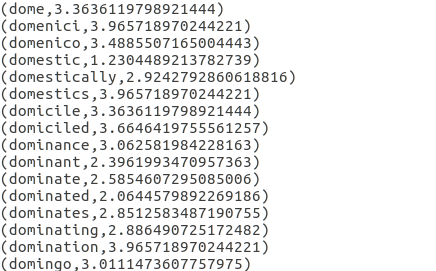 (dome,3.3636119798921444)
(domenici,3.965718970244221)
(domenico,3.4885507165004443)
(domestic,1.2304489213782739)
(domestically,2.9242792860618816)
(domestics,3.965718970244221)
(domicile,3.3636119798921444)
(domiciled,3.6646419755561257)
(dominance,3.062581984228163)
(dominant,2.3961993470957363)
(dominate,2.5854607295085006)
(dominated,2.0644579892269186)
(dominates,2.8512583487190755)
(dominating,2.886490725172482)
(domination,3.965718970244221)
(domingo,3.0111473607757975)